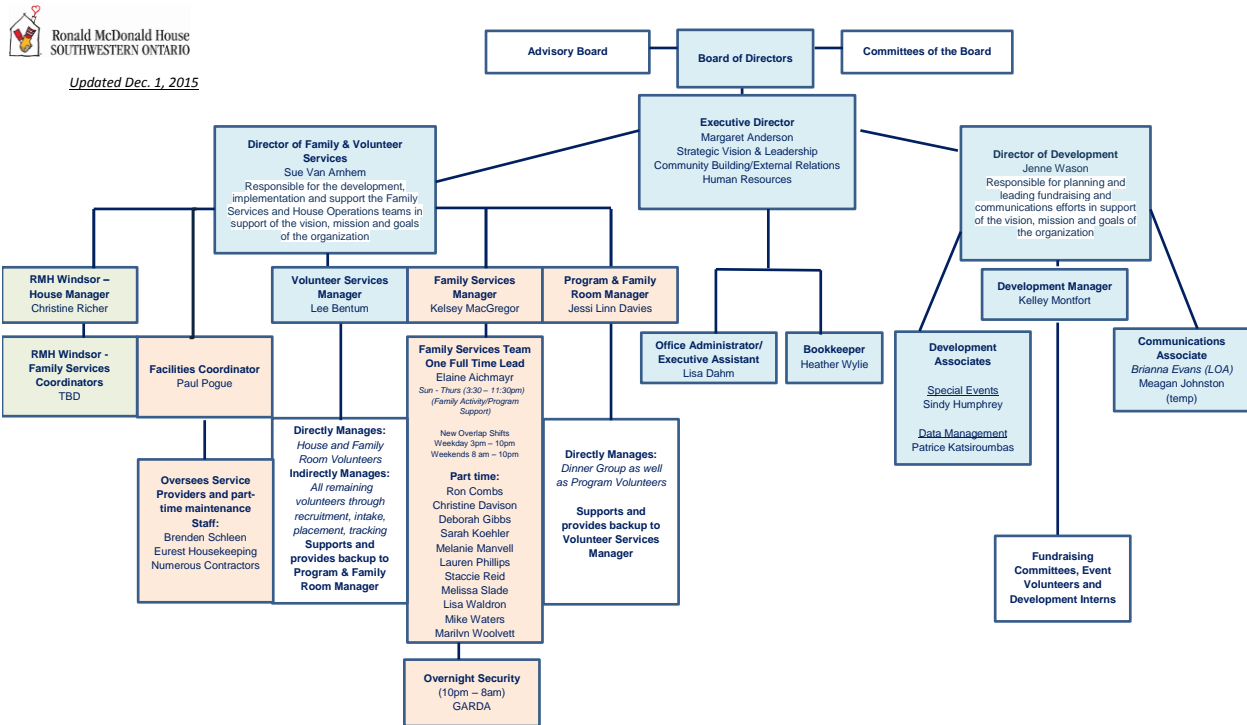 Ronald McDonald House
SOUTHWESTERN ONTARIO
Updated Dec. 1, 2015
Advisory Board
Board of Directors
Committees of the Board
Executive Director
Margaret Anderson
Strategic Vision & Leadership
Community Building/External Relations
Human Resources
Director of Family & Volunteer
Services
Sue Van Arnhem
Responsible for the development,
implementation and support the Family
Services and House Operations teams in
support of the vision, mission and goals
of the organization
Director of Development
Jenne Wason
Responsible for planning and
leading fundraising and
communications efforts in support
of the vision, mission and goals of
the organization
RMH Windsor –
House Manager
Christine Richer
Volunteer Services
Manager
Lee Bentum
Family Services
Manager
Kelsey MacGregor
Program & Family
Room Manager
Jessi Linn Davies
Development Manager
Kelley Montfort
RMH Windsor -
Family Services
Coordinators
TBD
Facilities Coordinator
Paul Pogue
Family Services Team
One Full Time Lead
Elaine Aichmayr
Sun - Thurs (3:30 – 11:30pm)
(Family Activity/Program
Support)
New Overlap Shifts
Weekday 3pm – 10pm
Weekends 8 am – 10pm
Part time:
Ron Combs
Christine Davison
Deborah Gibbs
Sarah Koehler
Melanie Manvell
Lauren Phillips
Staccie Reid
Melissa Slade
Lisa Waldron
Mike Waters
Marilyn Woolvett
Office Administrator/
Executive Assistant
Lisa Dahm
Bookkeeper
Heather Wylie
Development
Associates
Special Events
Sindy Humphrey
Data Management
Patrice Katsiroumbas
Communications
Associate
Brianna Evans (LOA)
Meagan Johnston
(temp)
Oversees Service
Providers and part-
time maintenance
Staff:
Brenden Schleen
Eurest Housekeeping
Numerous Contractors
Directly Manages:
House and Family
Room Volunteers
Indirectly Manages:
All remaining
volunteers through
recruitment, intake,
placement, tracking
Supports and
provides backup to
Program & Family
Room Manager
Directly Manages:
Dinner Group as well
as Program Volunteers
Supports and
provides backup to
Volunteer Services
Manager
Fundraising
Committees, Event
Volunteers and
Development Interns
Overnight Security
(10pm – 8am)
GARDA